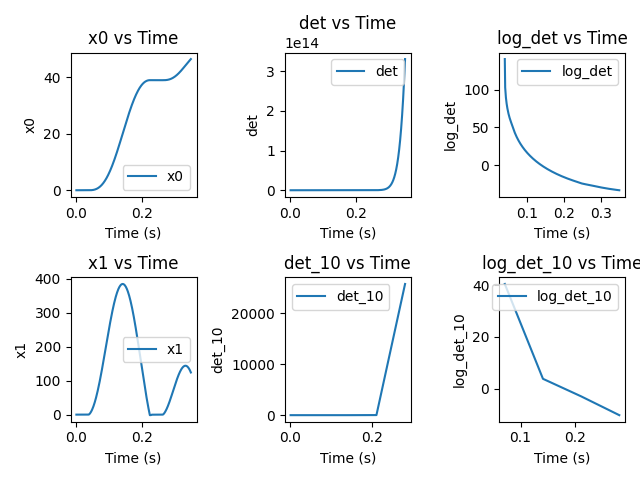 x0 vs Time
x0
40
20
0
0.0
0.2
x0
Time (s)
det vs Time
1e14
det
3
2
1
0
0.0
0.2
det
Time (s)
log_det vs Time
log_det
100
50
0
0.1
0.2
0.3
log_det
Time (s)
x1 vs Time
x1
400
300
200
100
0
0.0
0.2
x1
Time (s)
det_10 vs Time
det_10
20000
10000
0
0.0
0.2
det_10
Time (s)
log_det_10 vs Time
log_det_10
40
20
0
0.1
0.2
log_det_10
Time (s)